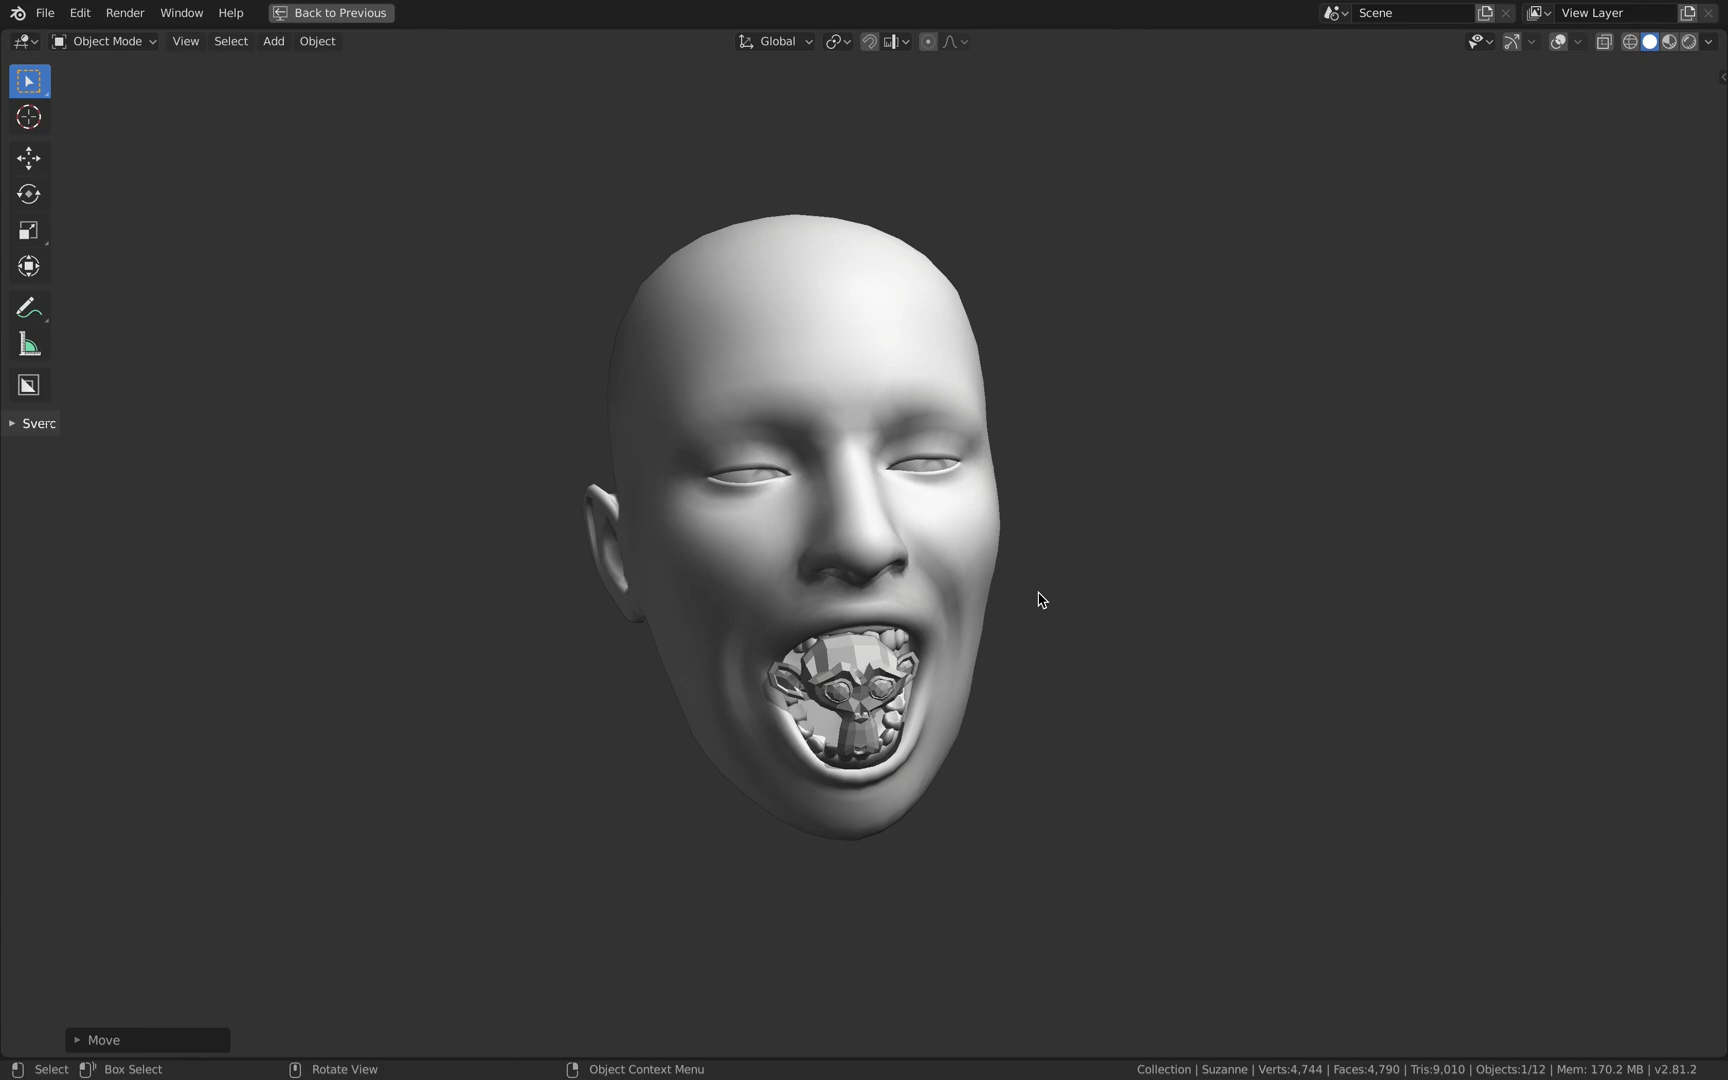 File Edit Render Window Help Back to Previous Scene View Layer
Object Mode View Select Add Object Global
Sverc
Move
Select Box Select Rotate View Object Context Menu Collection | Suzanne | Verts:4,744 | Faces:4,790 | Tris:9,010 | Objects:1/12 | Mem: 170.2 MB | v2.81.2